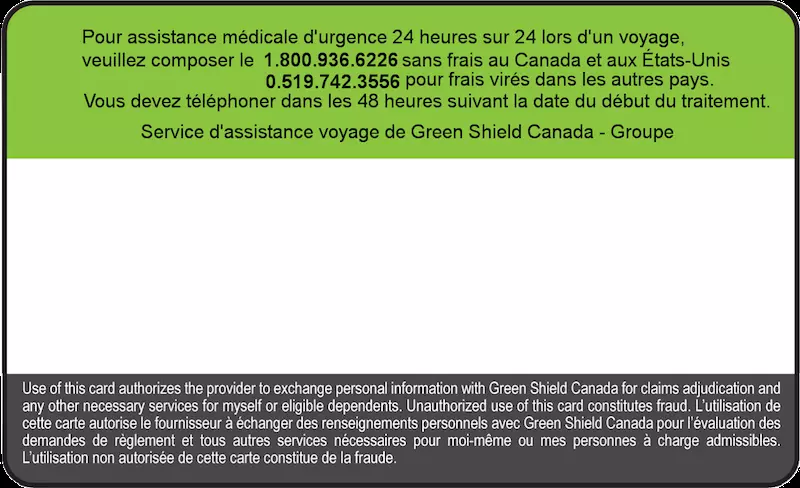 Pour assistance médicale d'urgence 24 heures sur 24 lors d'un voyage,
veuillez composer le 1.800.936.6226 sans frais au Canada et aux États-Unis
0.519.742.3556 pour frais virés dans les autres pays.
Vous devez téléphoner dans les 48 heures suivant la date du début du traitement.
Service d'assistance voyage de Green Shield Canada - Groupe
Use of this card authorizes the provider to exchange personal information with Green Shield Canada for claims adjudication and
any other necessary services for myself or eligible dependents. Unauthorized use of this card constitutes fraud. L'utilisation de
cette carte autorise le fournisseur à échanger des renseignements personnels avec Green Shield Canada pour l'évaluation des
demandes de règlement et tous autres services nécessaires pour moi-même ou mes personnes à charge admissibles.
L'utilisation non autorisée de cette carte constitue de la fraude.